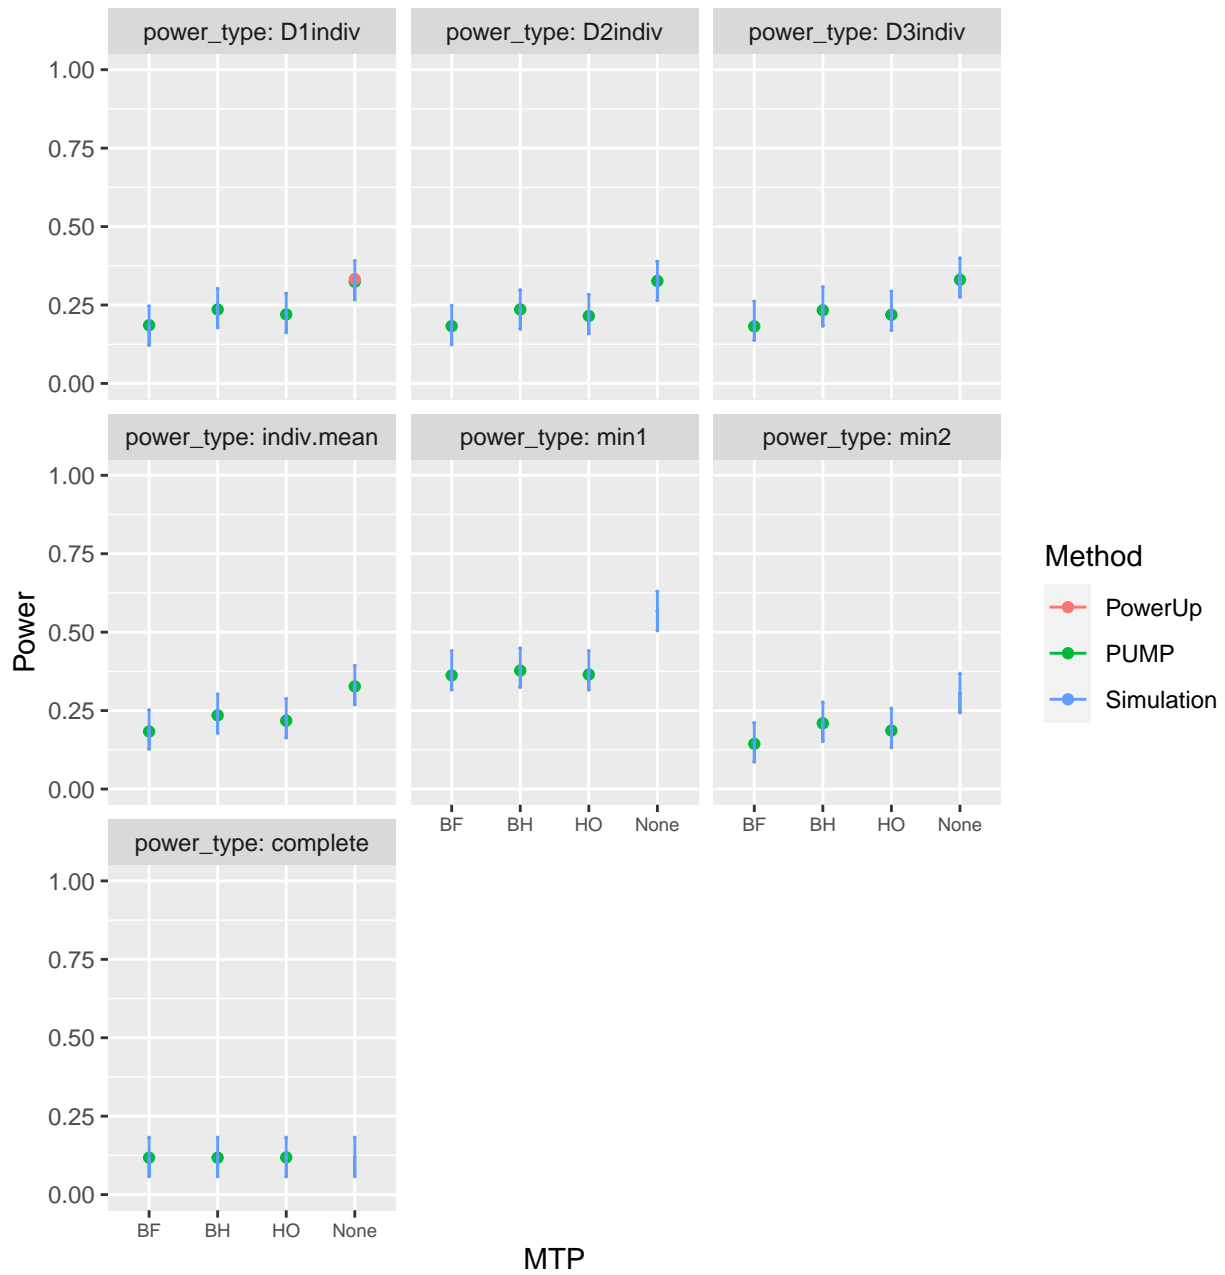 power_type: D1indiv power_type: D2indiv power_type: D3indiv
1.00
0.75
0.50
0.25
0.00
power_type: indiv.mean power_type: min1 power_type: min2
1.00
0.75
0.50
0.25
0.00
BF BH HO None BF BH HO None
power_type: complete
1.00
0.75
0.50
0.25
0.00
BF BH HO None
MTP
Power
Method
PowerUp
PUMP
Simulation